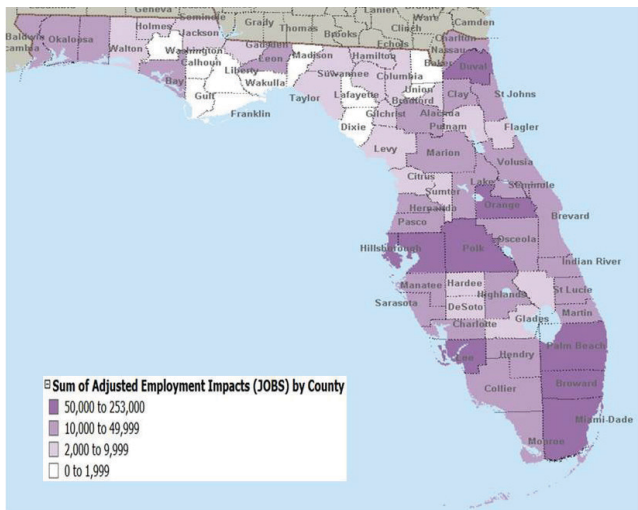 Geneva
Seminole
Lanier
Ware
Camden
Grady
Thomas
Brooks
Clinch
Echols
Charlton
Baldwin
Okaloosa
Holmes
Jackson
Walton
Washington
Calhoun
Gadsden
Leon
Madison
Hamilton
Baker
Nassau
Duval
Bay
Liberty
Wakulla
Suwannee
Columbia
Gulf
Franklin
Taylor
Lafayette
Union
Bradford
Clay
St Johns
Gilchrist
Alachua
Putnam
Dixie
Flagler
Levy
Marion
Volusia
Citrus
Lake
Seminole
Sumter
Hernando
Orange
Pasco
Brevard
Osceola
Hillsborough
Polk
Indian River
Manatee
Hardee
Highlands
St Lucie
Sarasota
DeSoto
Glades
Martin
Charlotte
Lee
Hendry
Palm Beach
Collier
Broward
Miami-Dade
Monroe
Sum of Adjusted Employment Impacts (JOBS) by County
50,000 to 253,000
10,000 to 49,999
2,000 to 9,999
0 to 1,999